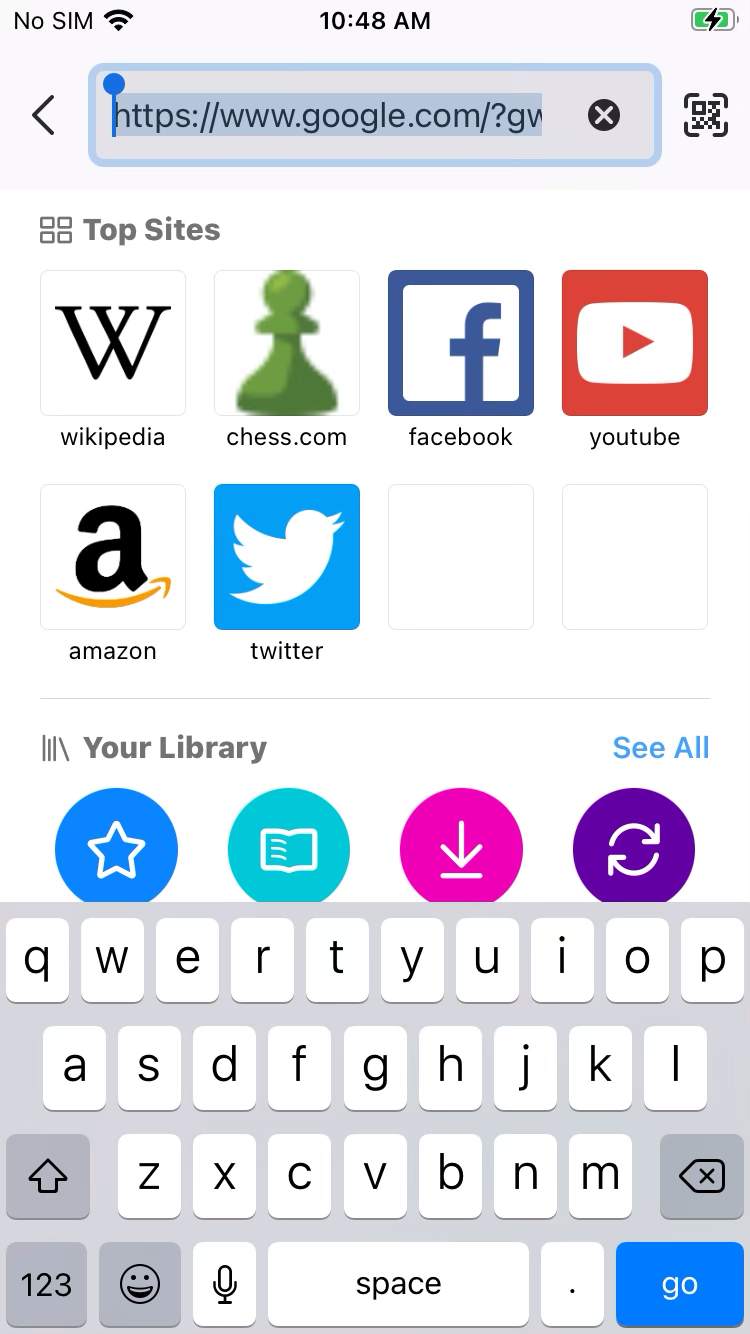 No SIM 10:48 AM
https://www.google.com/?gw
Top Sites
W f
wikipedia chess.com facebook youtube
a
amazon twitter
Your Library See All
q w e r t y u i o p
a s d f g h j k l
z x c v b n m
123 space . go